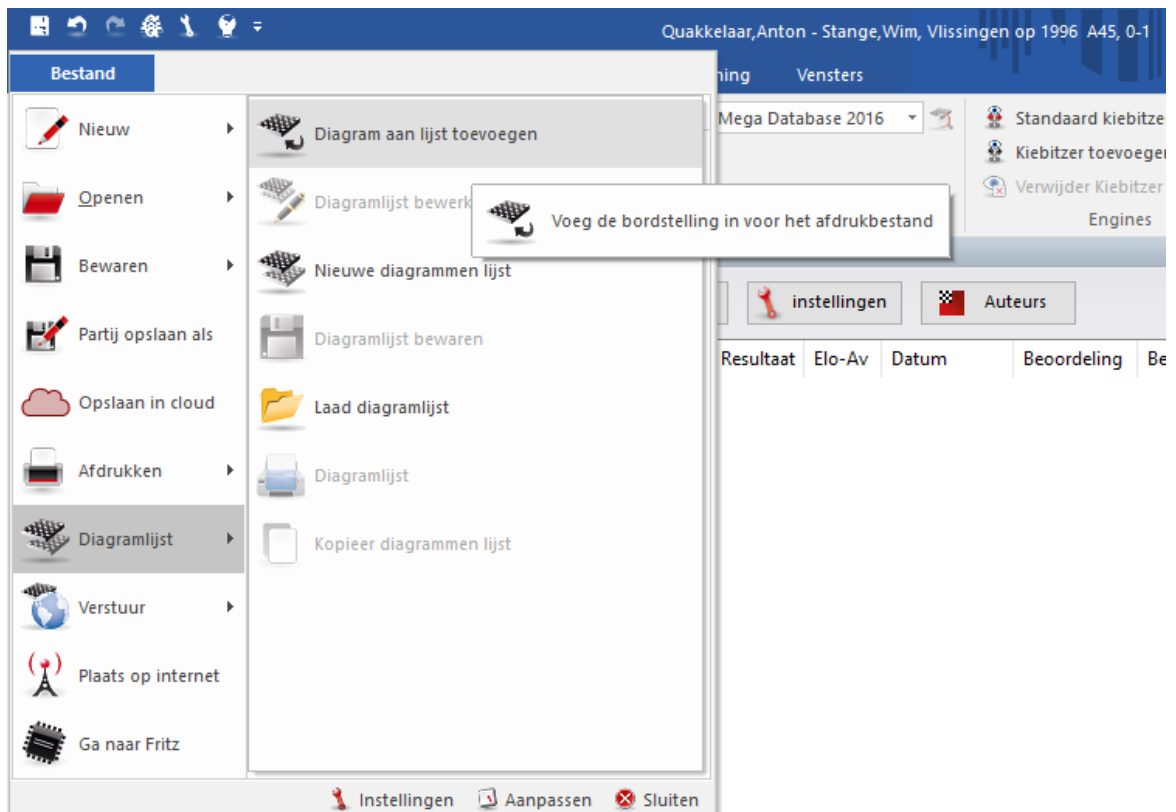 Quakkelaar,Anton - Stange,Wim, Vlissingen op 1996 A45, 0-1
Bestand
Vensters
Nieuw
Openen
Bewaren
Partij opslaan als
Opslaan in cloud
Afdrukken
Diagramlijst
Verstuur
Plaats op internet
Ga naar Fritz
Diagram aan lijst toevoegen
Diagramlijst bewerk
Voeg de bordstelling in voor het afdrukbestand
Nieuwe diagrammen lijst
Diagramlijst bewaren
Laad diagramlijst
Diagramlijst
Kopieer diagrammen lijst
Instellingen Aanpassen Sluiten
Mega Database 2016
Standaard kiebitze
Kiebitzer toevoegen
Verwijder Kiebitzer
Engines
instellingen Auteurs
Resultaat Elo-Av Datum Beoordeling Be